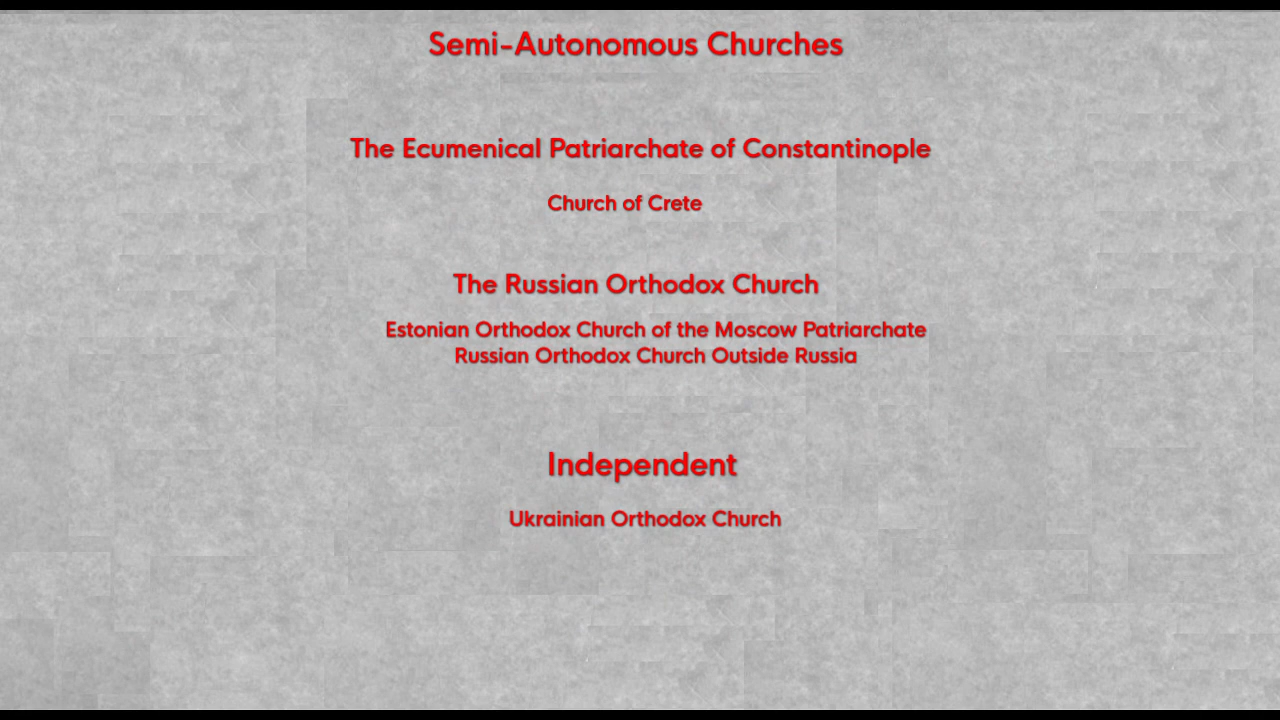 Semi-Autonomous Churches
The Ecumenical Patriarchate of Constantinople
Church of Crete
The Russian Orthodox Church
Estonian Orthodox Church of the Moscow Patriarchate
Russian Orthodox Church Outside Russia
Independent
Ukrainian Orthodox Church